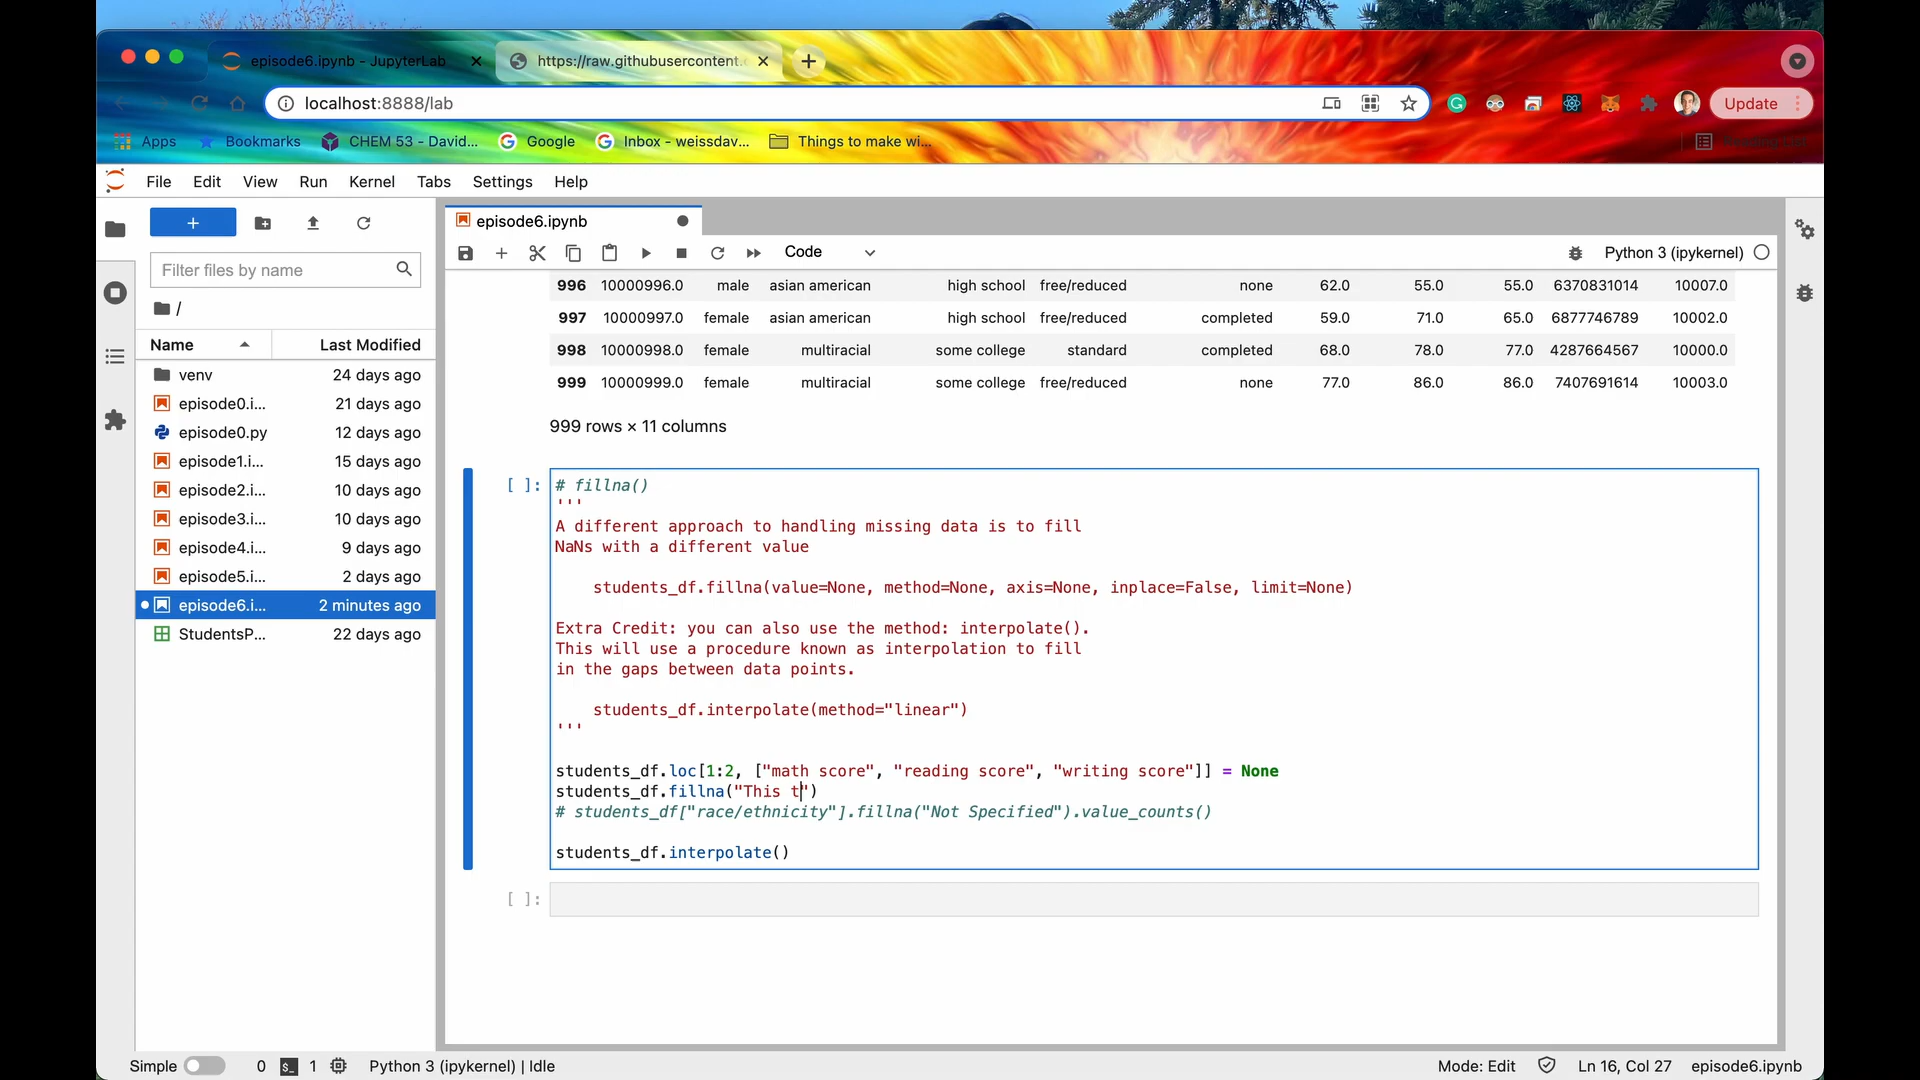 episode6.ipynb - JupyterLab
https://raw.githubusercontent.c
localhost:8888/lab
Update
Apps
Bookmarks
CHEM 53 - David...
Google
Inbox - weissdav...
Things to make wi...
Reading List
File Edit View Run Kernel Tabs Settings Help
episode6.ipynb
Code
Python 3 (ipykernel)
Filter files by name
/
Name Last Modified
venv 24 days ago
episode0.i... 21 days ago
episode0.py 12 days ago
episode1.i... 15 days ago
episode2.i... 10 days ago
episode3.i... 10 days ago
episode4.i... 9 days ago
episode5.i... 2 days ago
episode6.i... 2 minutes ago
StudentsP... 22 days ago
996 10000996.0 male asian american high school free/reduced none 62.0 55.0 55.0 6370831014 10007.0
997 10000997.0 female asian american high school free/reduced completed 59.0 71.0 65.0 6877746789 10002.0
998 10000998.0 female multiracial some college standard completed 68.0 78.0 77.0 4287664567 10000.0
999 10000999.0 female multiracial some college free/reduced none 77.0 86.0 86.0 7407691614 10003.0
999 rows × 11 columns
[ ]: # fillna()
'''
A different approach to handling missing data is to fill
NaNs with a different value
students_df.fillna(value=None, method=None, axis=None, inplace=False, limit=None)
Extra Credit: you can also use the method: interpolate().
This will use a procedure known as interpolation to fill
in the gaps between data points.
students_df.interpolate(method="linear")
'''
students_df.loc[1:2, ["math score", "reading score", "writing score"]] = None
students_df.fillna("This t")
# students_df["race/ethnicity"].fillna("Not Specified").value_counts()
students_df.interpolate()
[ ]:
Simple 0 1 Python 3 (ipykernel) | Idle Mode: Edit Ln 16, Col 27 episode6.ipynb